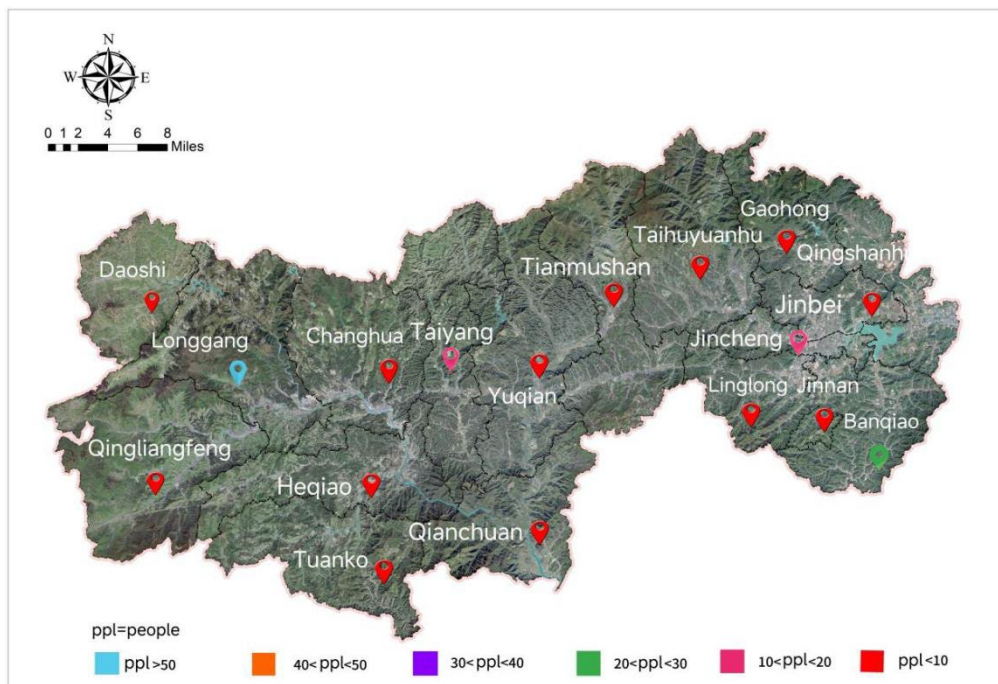 N
W E
S
0 1 2 4 6 8
Miles
Gaohong
Taihuyuanhu
Qingshanh
Tianmushan
Daoshi
Jinbei
Longgang
Changhua
Taiyang
Jincheng
Yuqian
Linglong
Jinnan
Banqiao
Qingliangfeng
Heqiao
Qianchuan
Tuanko
ppl=people
ppl >50
40< ppl <50
30< ppl <40
20< ppl <30
10< ppl <20
ppl <10